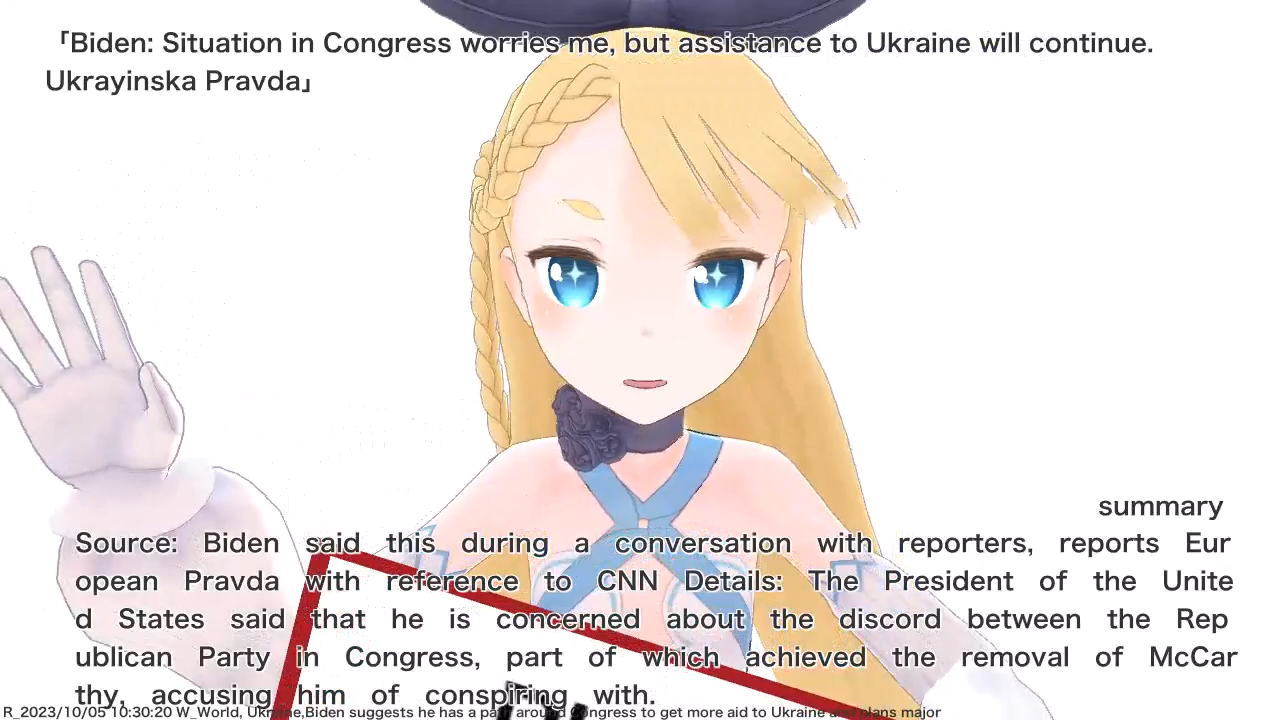 「Biden: Situation in Congress worries me, but assistance to Ukraine will continue.
Ukrayinska Pravda」
summary
Source: Biden said this during a conversation with reporters, reports Eur
opean Pravda with reference to CNN Details: The President of the Unite
d States said that he is concerned about the discord between the Rep
ublican Party in Congress, part of which achieved the removal of McCar
thy, accusing him of conspiring with.
R_2023/10/05 10:30:20 W_World, Ukraine,Biden suggests he has a path around Congress to get more aid to Ukraine and plans major